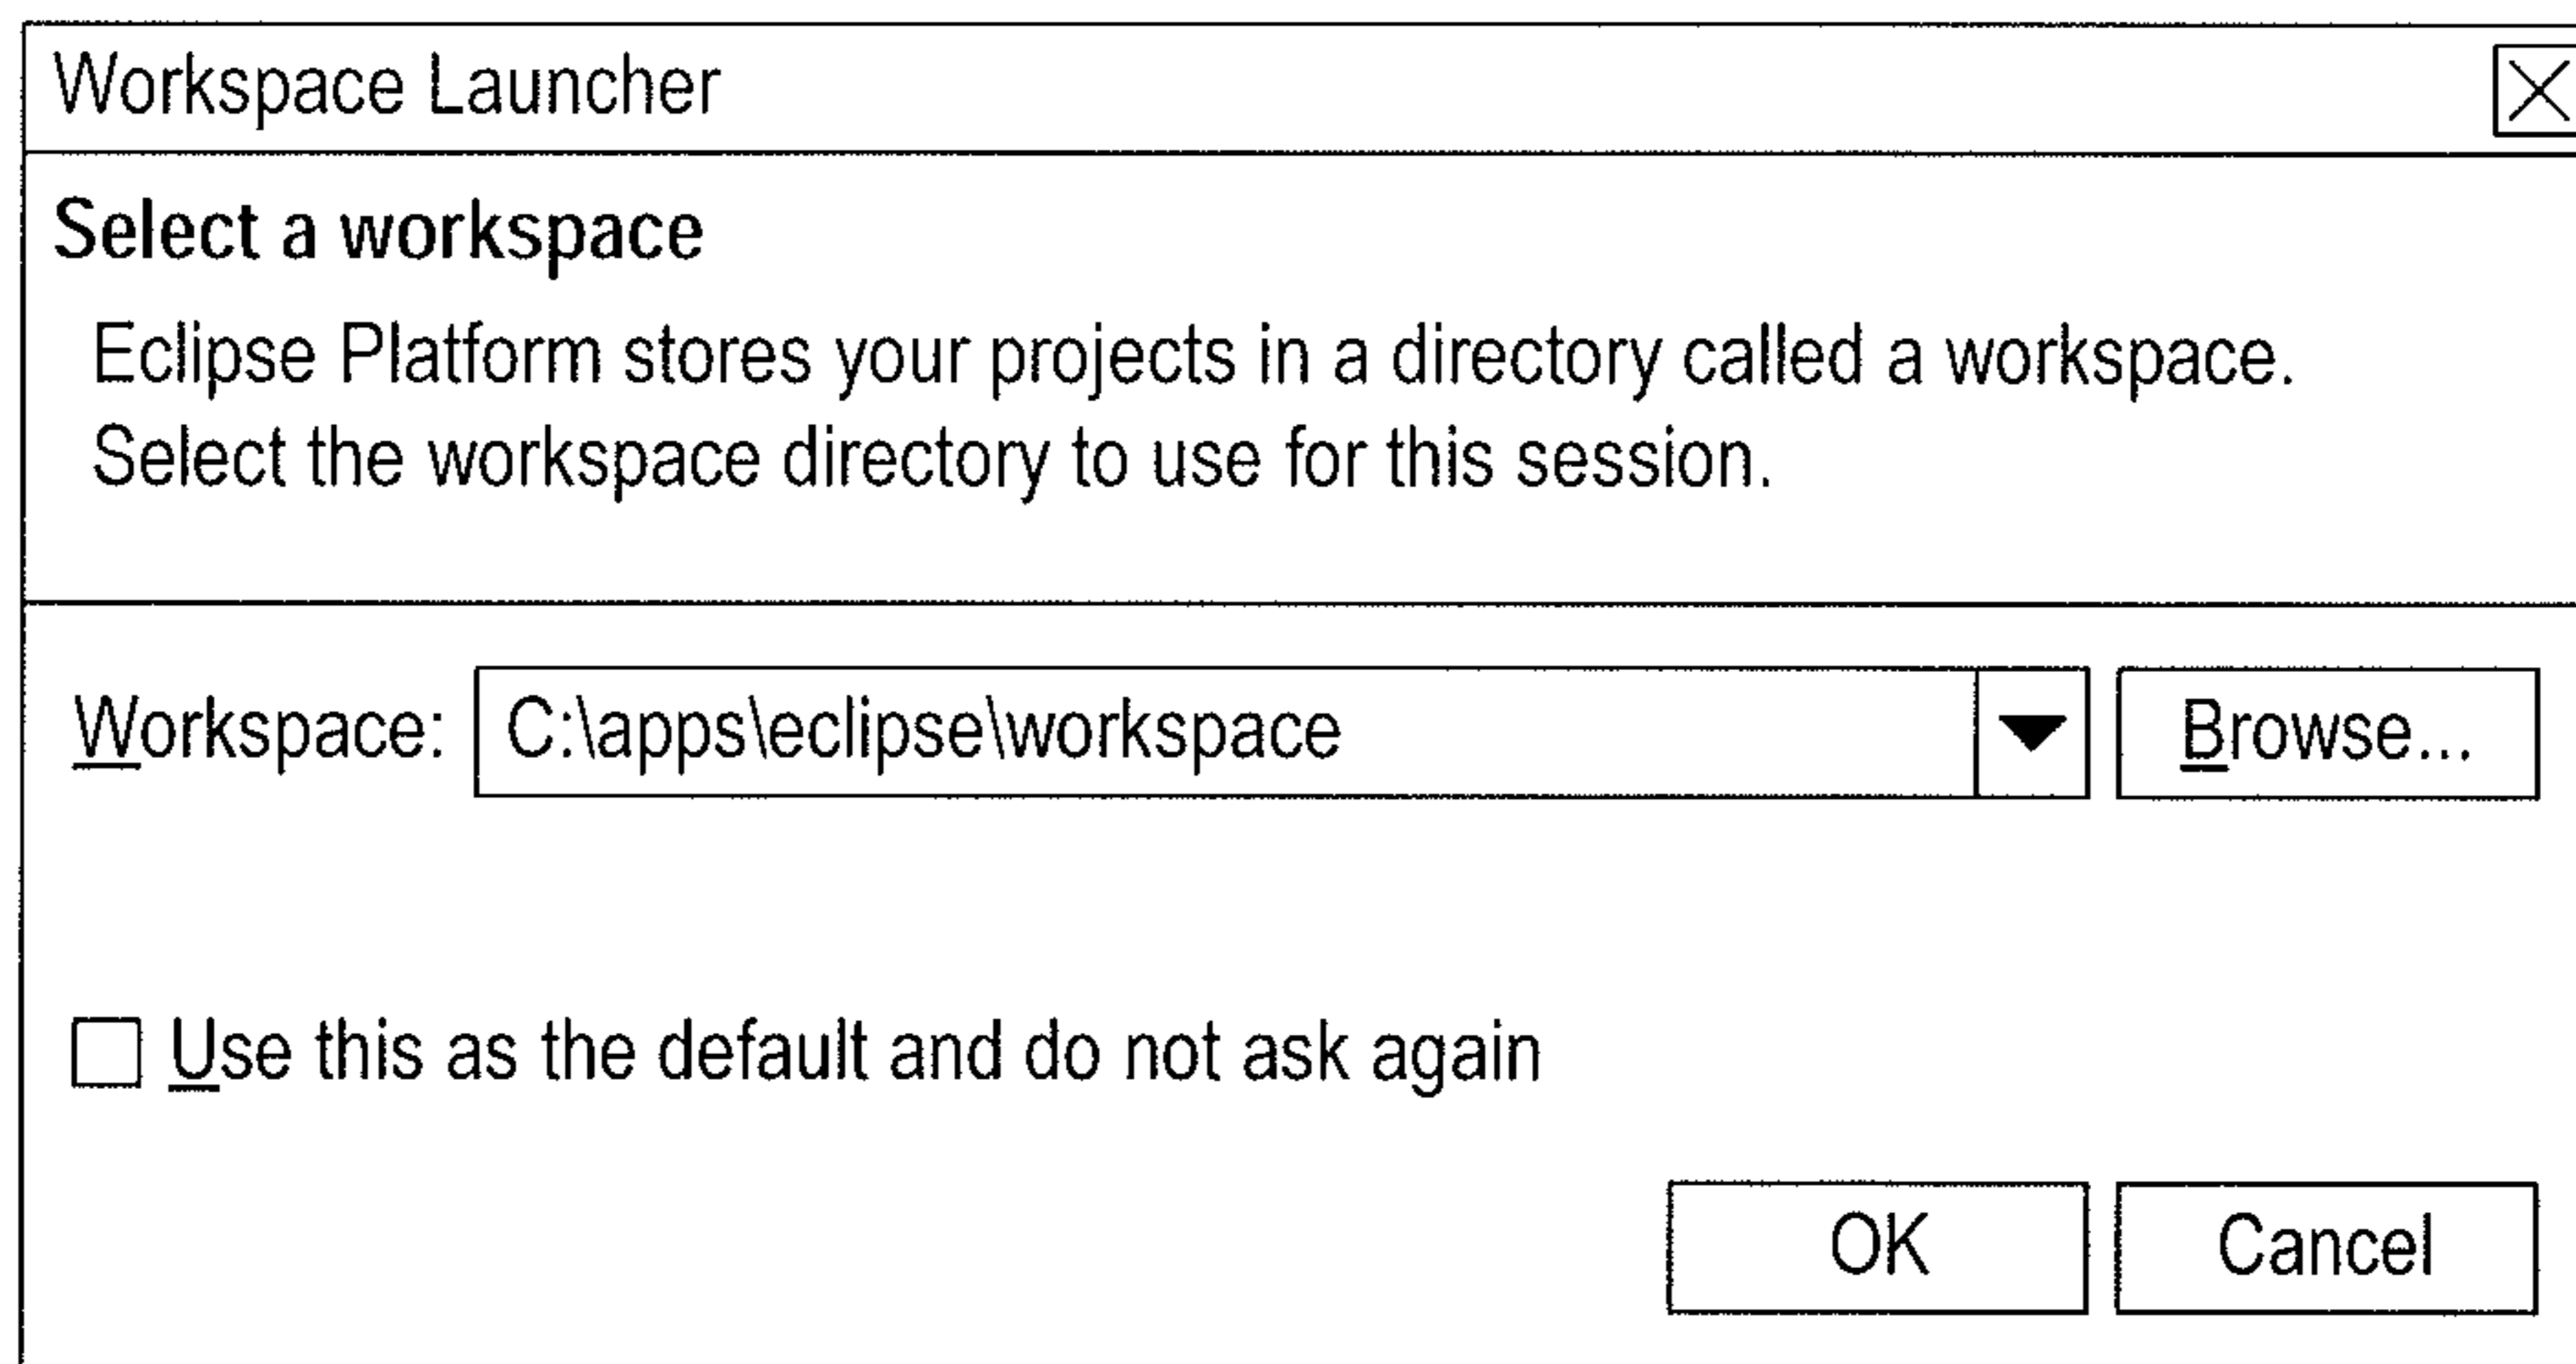 Workspace Launcher
Select a workspace
Eclipse Platform stores your projects in a directory called a workspace.
Select the workspace directory to use for this session.
Workspace: C:\apps\eclipse\workspace Browse...
Use this as the default and do not ask again
OK Cancel